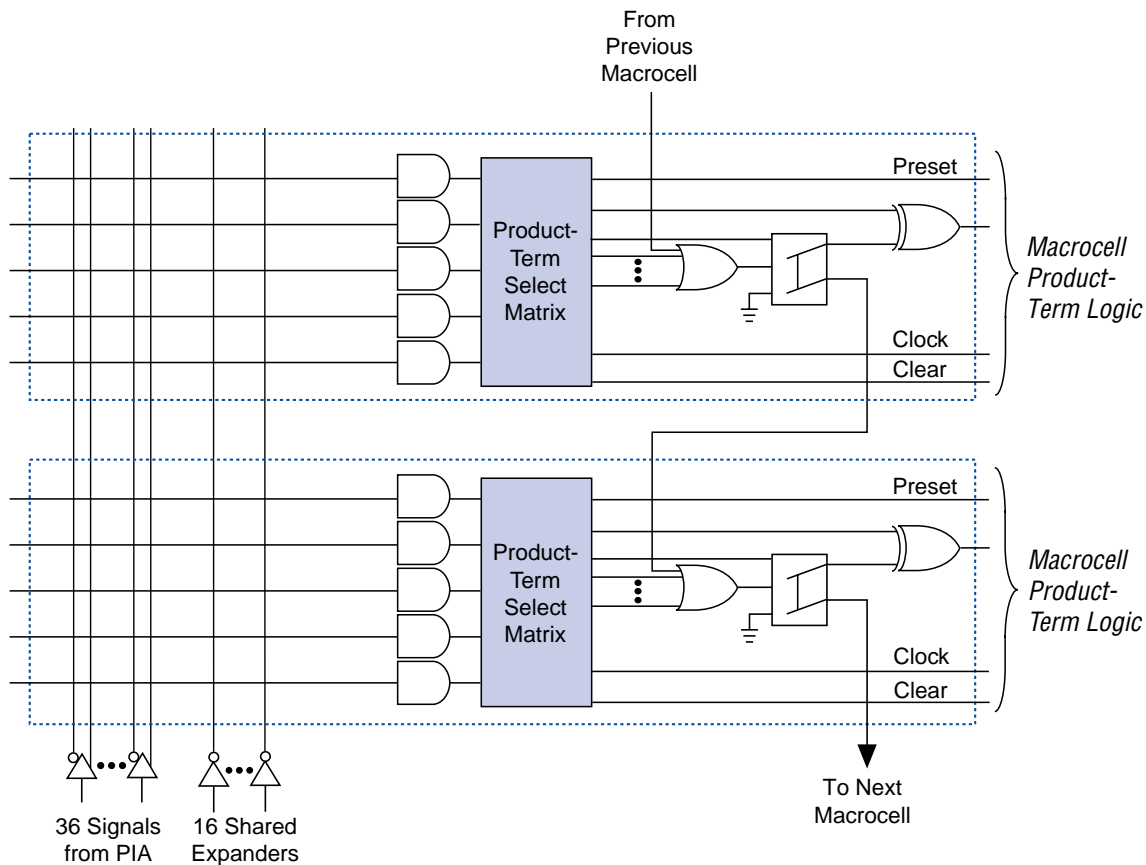 From
Previous
Macrocell
Preset
Product-
Term
Select
Matrix
Macrocell
Product-
Term Logic
Clock
Clear
Preset
Product-
Term
Select
Matrix
Macrocell
Product-
Term Logic
Clock
Clear
To Next
Macrocell
36 Signals
from PIA
16 Shared
Expanders